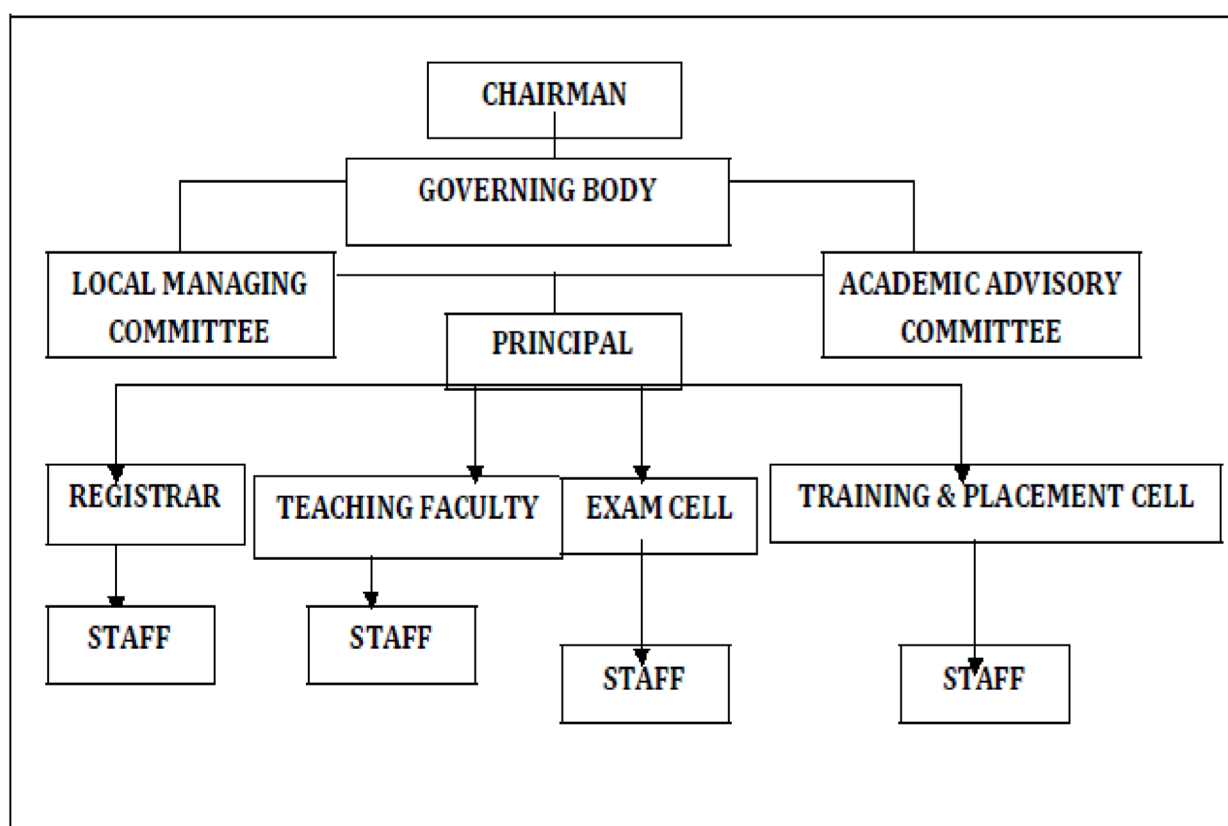 CHAIRMAN
GOVERNING BODY
LOCAL MANAGING
COMMITTEE
ACADEMIC ADVISORY
COMMITTEE
PRINCIPAL
REGISTRAR
TEACHING FACULTY
EXAM CELL
TRAINING & PLACEMENT CELL
STAFF
STAFF
STAFF
STAFF